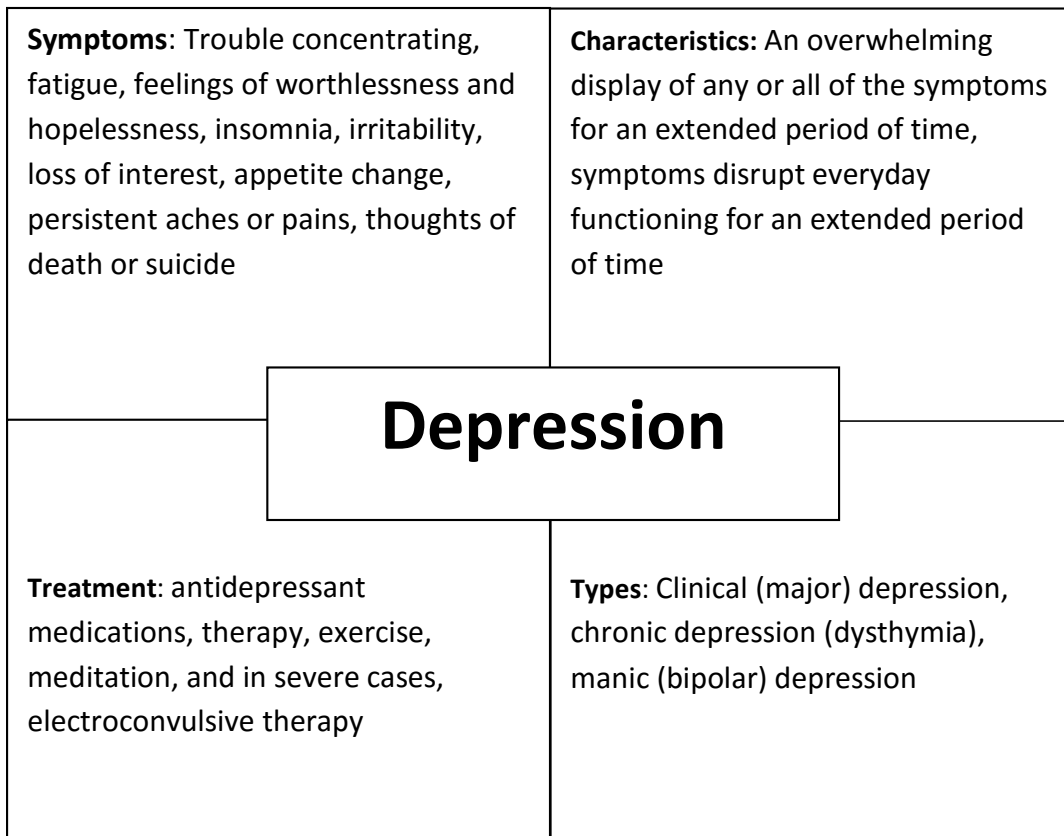 Symptoms: Trouble concentrating,
fatigue, feelings of worthlessness and
hopelessness, insomnia, irritability,
loss of interest, appetite change,
persistent aches or pains, thoughts of
death or suicide
Characteristics: An overwhelming
display of any or all of the symptoms
for an extended period of time,
symptoms disrupt everyday
functioning for an extended period
of time
Depression
Treatment: antidepressant
medications, therapy, exercise,
meditation, and in severe cases,
electroconvulsive therapy
Types: Clinical (major) depression,
chronic depression (dysthymia),
manic (bipolar) depression